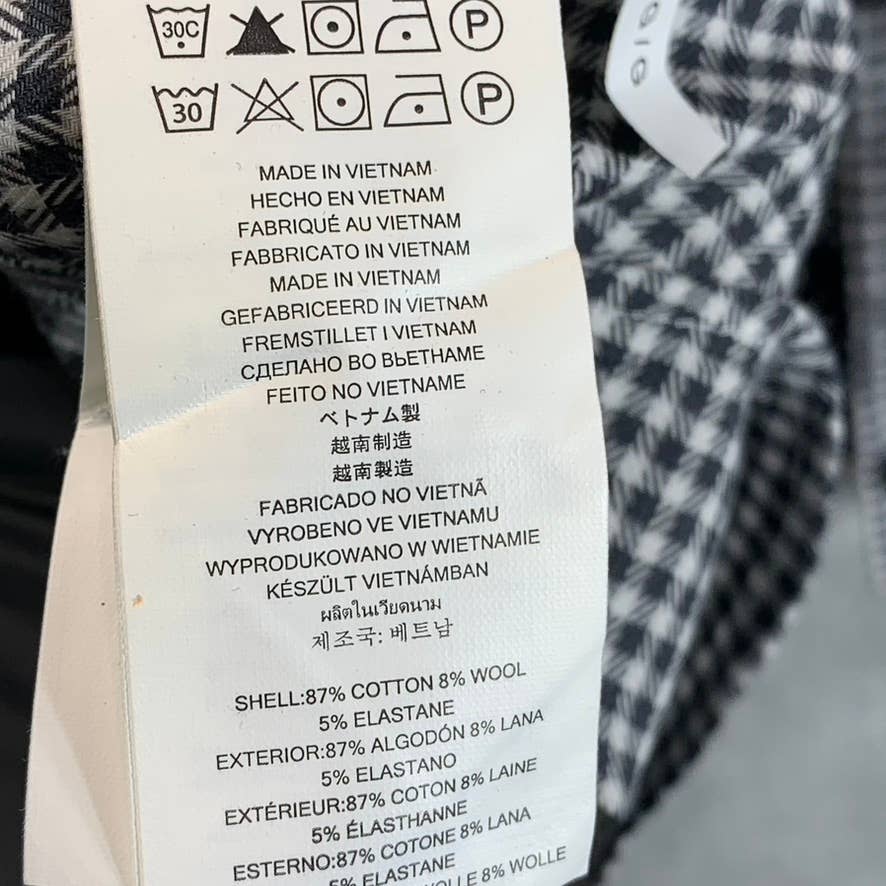 30C P
30 P
OIG
MADE IN VIETNAM
HECHO EN VIETNAM
FABRIQUÉ AU VIETNAM
FABBRICATO IN VIETNAM
MADE IN VIETNAM
GEFABRICEERD IN VIETNAM
FREMSTILLET I VIETNAM
СДЕЛАНО ВО ВЬЕТНАМЕ
FEITO NO VIETNAME
ベトナム製
越南制造
越南製造
FABRICADO NO VIETNÃ
VYROBENO VE VIETNAMU
WYPRODUKOWANO W WIETNAMIE
KÉSZÜLT VIETNÁMBAN
ผลิตในเวียดนาม
제조국: 베트남
SHELL:87% COTTON 8% WOOL
5% ELASTANE
EXTERIOR:87% ALGODÓN 8% LANA
5% ELASTANO
EXTÉRIEUR:87% COTON 8% LAINE
5% ÉLASTHANNE
ESTERNO:87% COTONE 8% LANA
5% ELASTANE
8% WOLLE